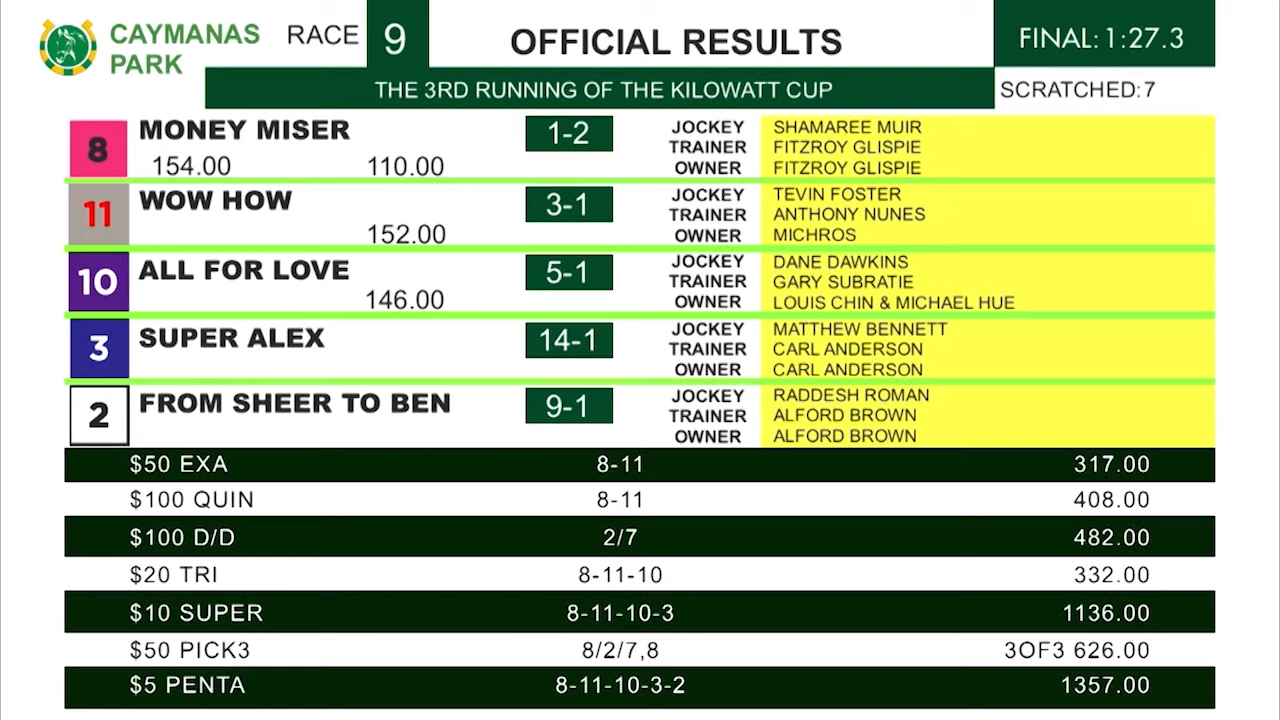 CAYMANAS PARK
RACE 9
OFFICIAL RESULTS
FINAL: 1:27.3
THE 3RD RUNNING OF THE KILOWATT CUP
SCRATCHED: 7
8 MONEY MISER 1-2
154.00 110.00
JOCKEY SHAMAREE MUIR
TRAINER FITZROY GLISPIE
OWNER FITZROY GLISPIE
11 WOW HOW 3-1
152.00
JOCKEY TEVIN FOSTER
TRAINER ANTHONY NUNES
OWNER MICHROS
10 ALL FOR LOVE 5-1
146.00
JOCKEY DANE DAWKINS
TRAINER GARY SUBRATIE
OWNER LOUIS CHIN & MICHAEL HUE
3 SUPER ALEX 14-1
JOCKEY MATTHEW BENNETT
TRAINER CARL ANDERSON
OWNER CARL ANDERSON
2 FROM SHEER TO BEN 9-1
JOCKEY RADDESH ROMAN
TRAINER ALFORD BROWN
OWNER ALFORD BROWN
$50 EXA 8-11 317.00
$100 QUIN 8-11 408.00
$100 D/D 2/7 482.00
$20 TRI 8-11-10 332.00
$10 SUPER 8-11-10-3 1136.00
$50 PICK3 8/2/7,8 3OF3 626.00
$5 PENTA 8-11-10-3-2 1357.00